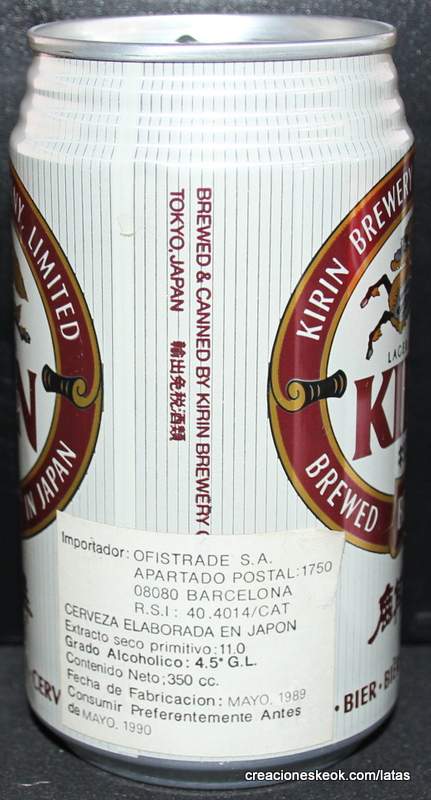 BREWED & CANNED BY KIRIN BREWERY
TOKYO, JAPAN 輸出免税酒類
LIMITED
IN JAPAN
KIRIN BREWERY
LAGER
BREWED
Importador: OFISTRADE S.A.
APARTADO POSTAL:1750
08080 BARCELONA
R.S.I: 40.4014/CAT
CERVEZA ELABORADA EN JAPON
Extracto seco primitivo:11.0
Grado Alcoholico: 4.5° G.L.
Contenido Neto:350 cc.
Fecha de Fabricacion: MAYO, 1989
Consumir Preferentemente Antes
de MAYO, 1990
CERV
•BIER•
creacioneskeok.com/latas